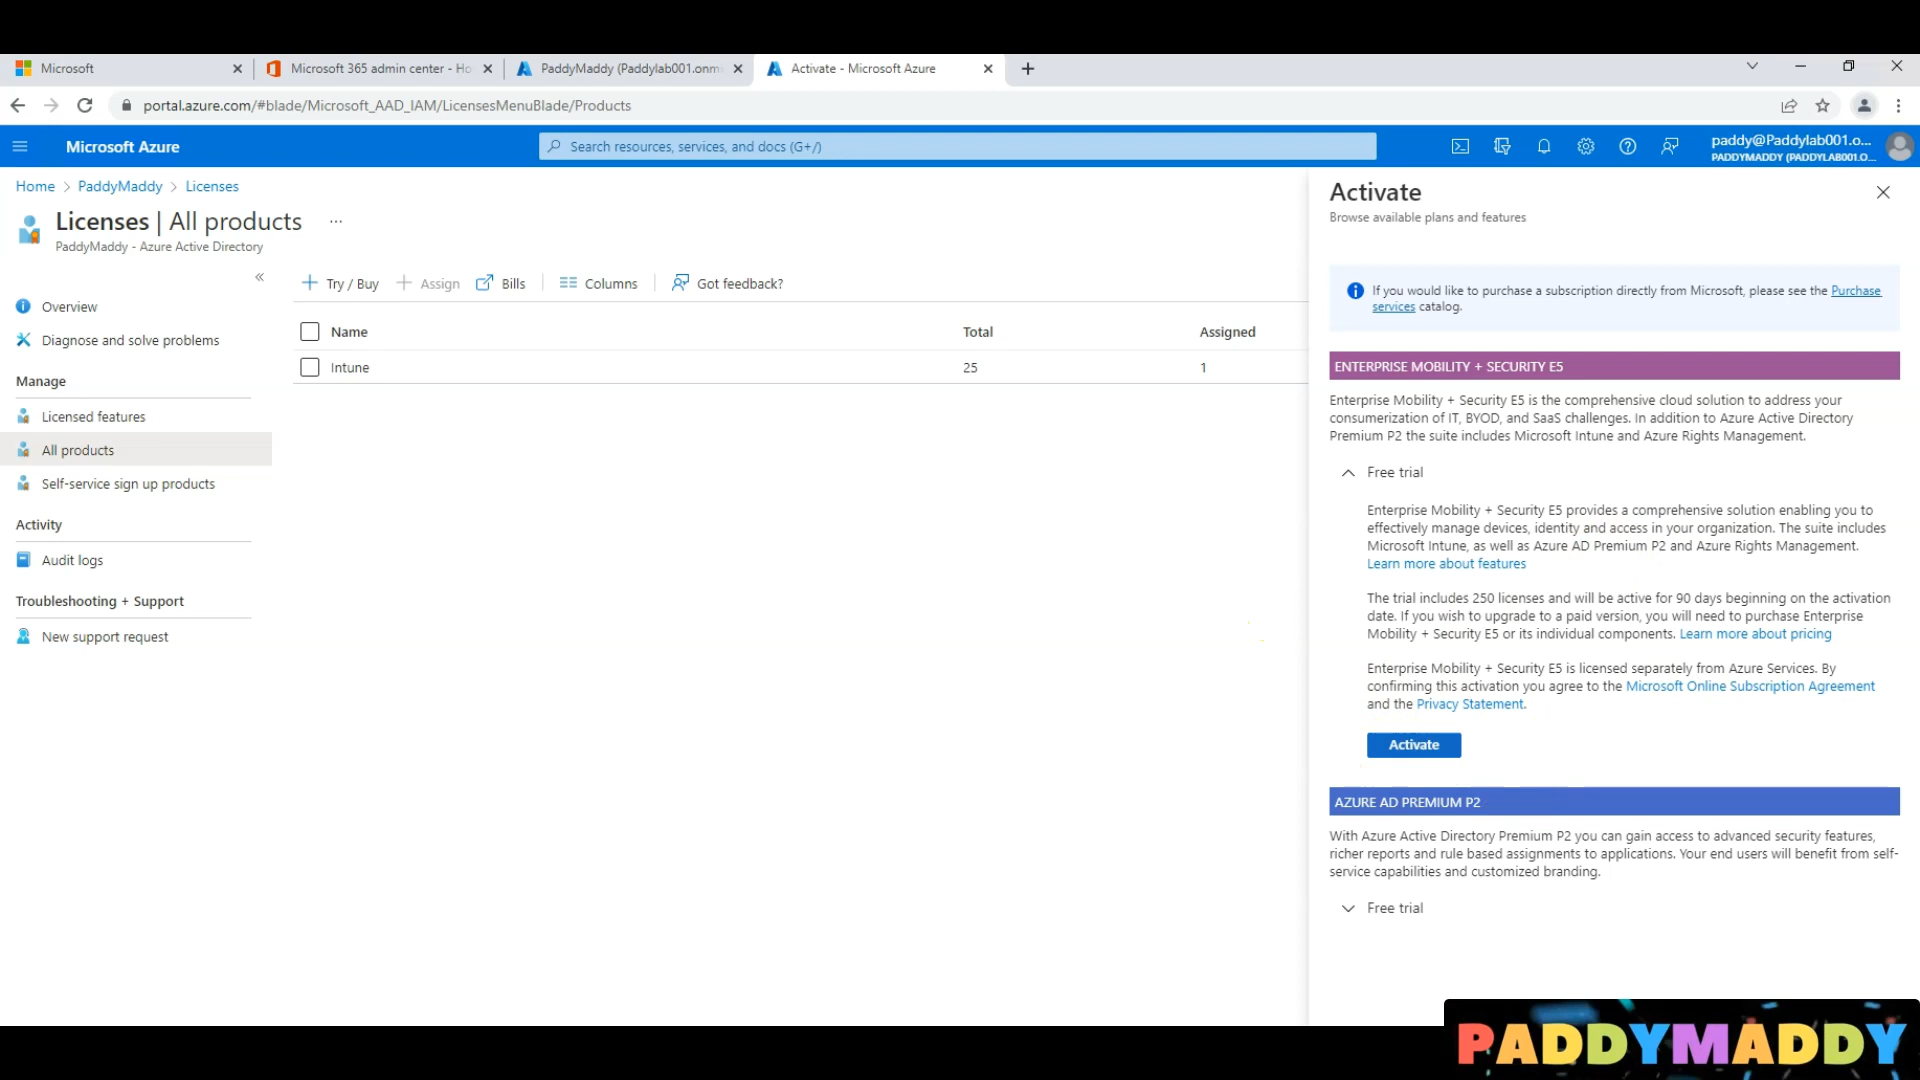 Microsoft
Microsoft 365 admin center - Ho
PaddyMaddy (Paddylab001.onm
Activate - Microsoft Azure
portal.azure.com/#blade/Microsoft_AAD_IAM/LicensesMenuBlade/Products
Microsoft Azure
Search resources, services, and docs (G+/)
paddy@Paddylab001.o...
PADDYMADDY (PADDYLAB001.O...
Home > PaddyMaddy > Licenses
Licenses | All products ...
PaddyMaddy - Azure Active Directory
Overview
Diagnose and solve problems
Manage
Licensed features
All products
Self-service sign up products
Activity
Audit logs
Troubleshooting + Support
New support request
Try / Buy Assign Bills Columns Got feedback?
Name Total Assigned
Intune 25 1
Activate
Browse available plans and features
If you would like to purchase a subscription directly from Microsoft, please see the Purchase
services catalog.
ENTERPRISE MOBILITY + SECURITY E5
Enterprise Mobility + Security E5 is the comprehensive cloud solution to address your
consumerization of IT, BYOD, and SaaS challenges. In addition to Azure Active Directory
Premium P2 the suite includes Microsoft Intune and Azure Rights Management.
Free trial
Enterprise Mobility + Security E5 provides a comprehensive solution enabling you to
effectively manage devices, identity and access in your organization. The suite includes
Microsoft Intune, as well as Azure AD Premium P2 and Azure Rights Management.
Learn more about features
The trial includes 250 licenses and will be active for 90 days beginning on the activation
date. If you wish to upgrade to a paid version, you will need to purchase Enterprise
Mobility + Security E5 or its individual components. Learn more about pricing
Enterprise Mobility + Security E5 is licensed separately from Azure Services. By
confirming this activation you agree to the Microsoft Online Subscription Agreement
and the Privacy Statement.
Activate
AZURE AD PREMIUM P2
With Azure Active Directory Premium P2 you can gain access to advanced security features,
richer reports and rule based assignments to applications. Your end users will benefit from self-
service capabilities and customized branding.
Free trial
PADDYMADDY